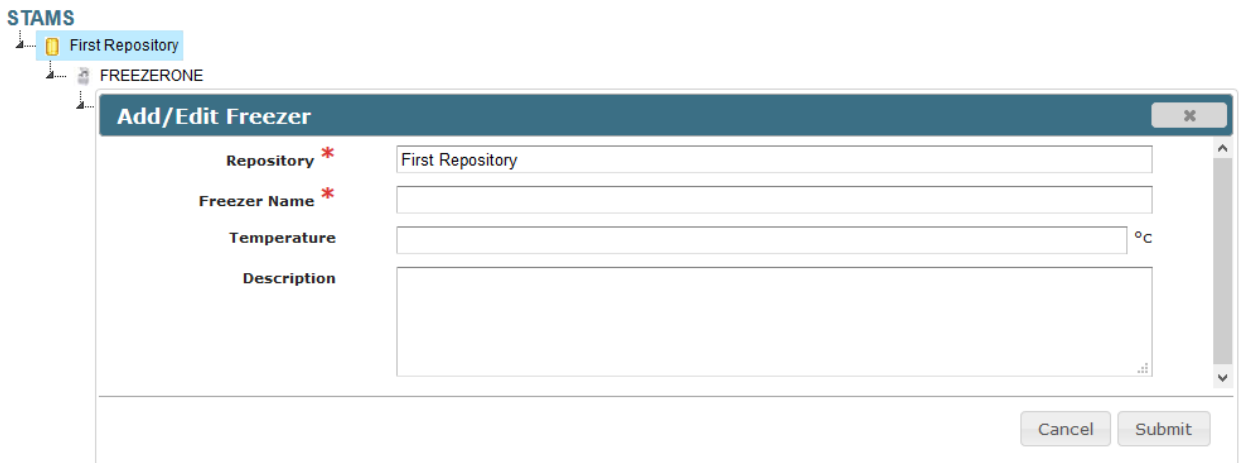 STAMS
First Repository
FREEZERONE
Add/Edit Freezer
Repository *
First Repository
Freezer Name *
Temperature
°C
Description
Cancel
Submit